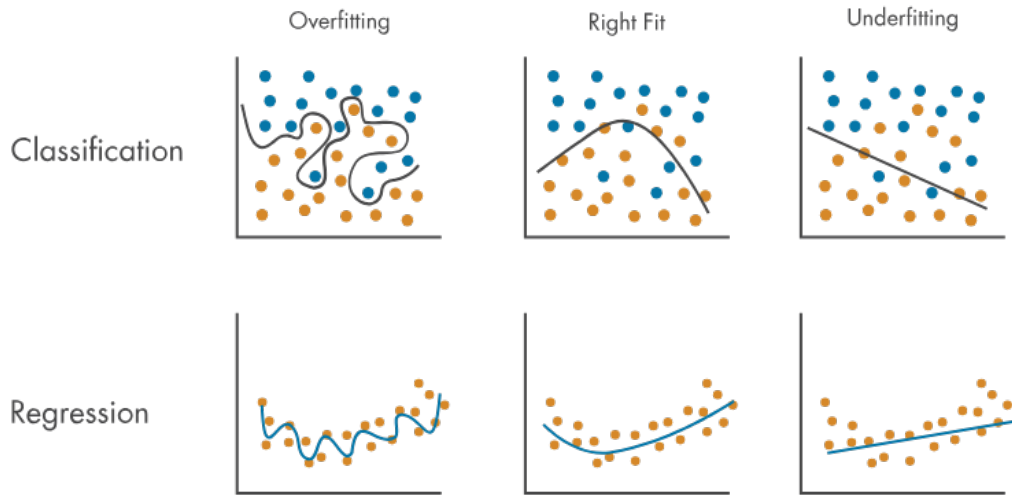 Overfitting
Right Fit
Underfitting
Classification
Regression